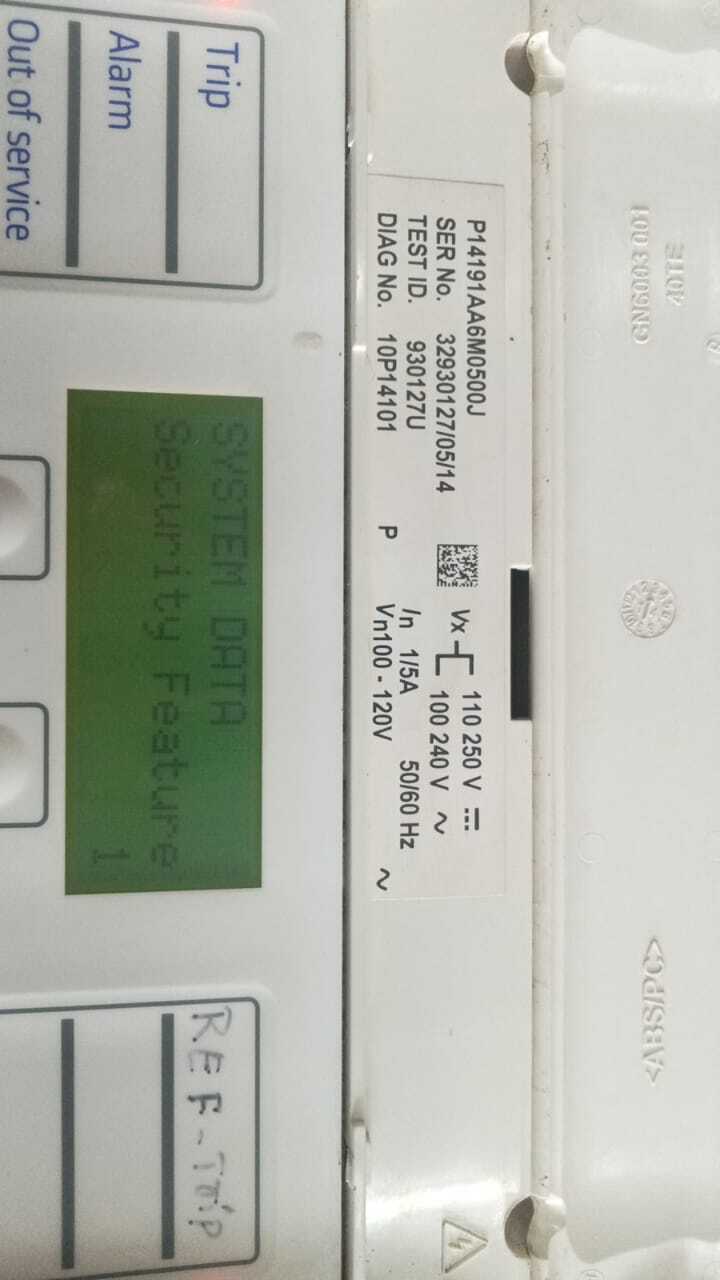 Trip
Alarm
Out of service
P14191AA6M0500J
SER No. 32930127/05/14
TEST ID. 930127U
DIAG No. 10P14101
P
Vx 110 250 V
100 240 V ~
In 1/5A 50/60 Hz
Vn100 - 120V ~
SYSTEM DATA
Security Feature
1
REF-Trip
40TE
GN6003 001
>ABS/PC<